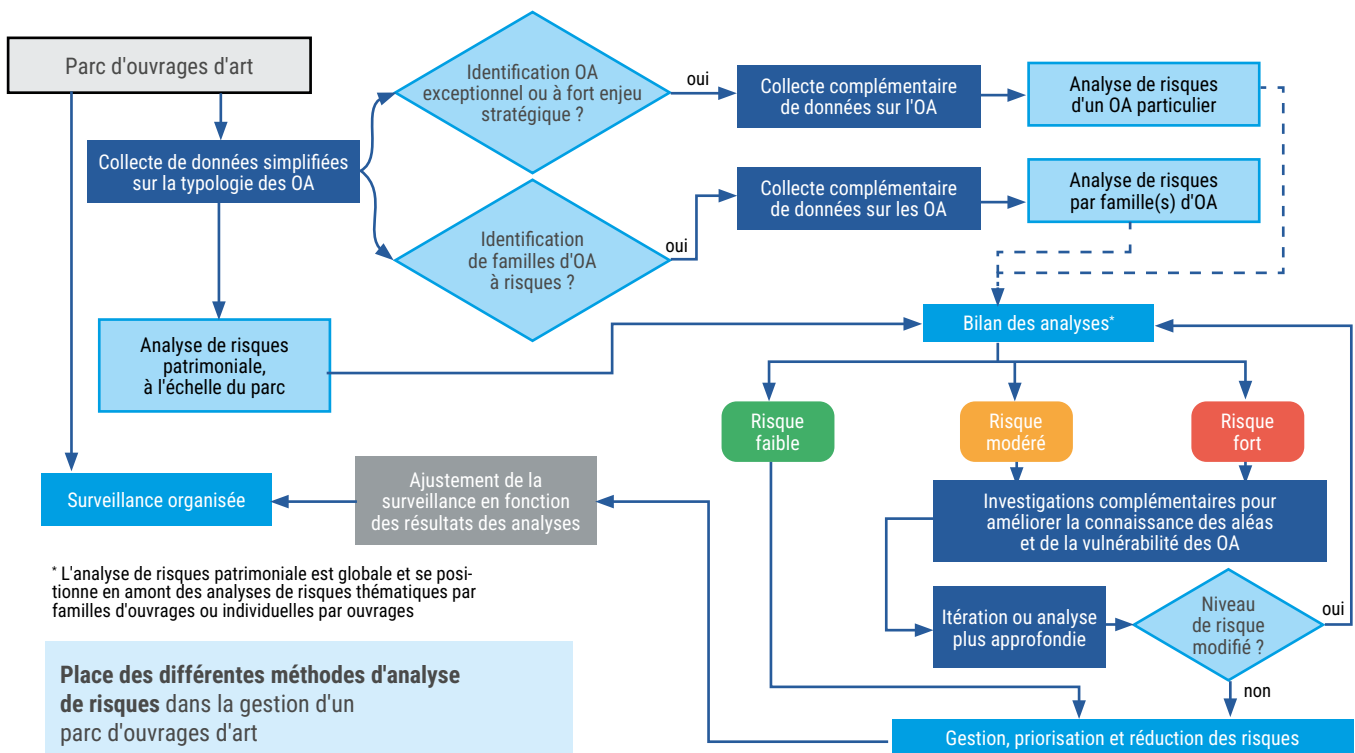 Parc d'ouvrages d'art
Identification OA
exceptionnel ou à fort enjeu
stratégique ?
oui
Collecte complémentaire
de données sur l'OA
Analyse de risques
d'un OA particulier
Collecte de données simplifiées
sur la typologie des OA
Identification
de familles d'OA
à risques ?
oui
Collecte complémentaire
de données sur les OA
Analyse de risques
par famille(s) d'OA
Analyse de risques
patrimoniale,
à l'échelle du parc
Bilan des analyses*
Risque
faible
Risque
modéré
Risque
fort
Surveillance organisée
Ajustement de la
surveillance en fonction
des résultats des analyses
Investigations complémentaires pour
améliorer la connaissance des aléas
et de la vulnérabilité des OA
* L'analyse de risques patrimoniale est globale et se posi-
tionne en amont des analyses de risques thématiques par
familles d'ouvrages ou individuelles par ouvrages
Itération ou analyse
plus approfondie
Niveau
de risque
modifié ?
oui
non
Place des différentes méthodes d'analyse
de risques dans la gestion d'un
parc d'ouvrages d'art
Gestion, priorisation et réduction des risques